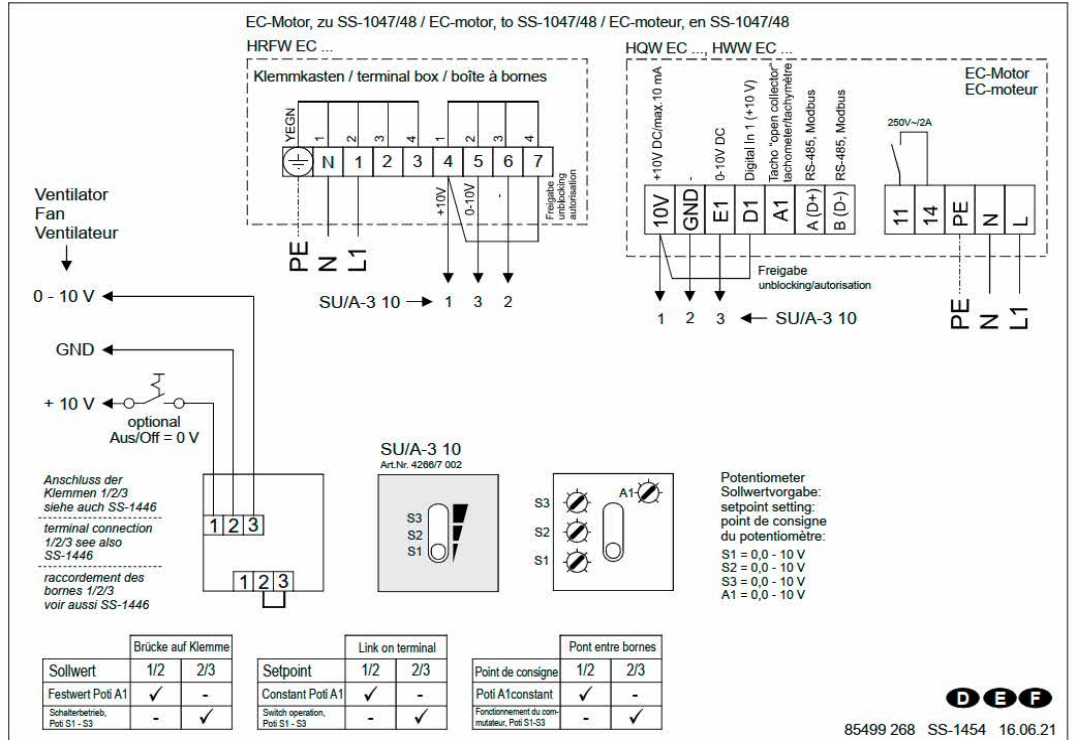 EC-Motor, zu SS-1047/48 / EC-motor, to SS-1047/48 / EC-moteur, en SS-1047/48
HRFW EC ...
Klemmkasten / terminal box / boîte à bornes
YEGN 1 2 3 4 1 2 3 4
N 1 2 3 4 5 6 7
+10V 0-10V -
Freigabe
unblocking
autorisation
PE N L1
SU/A-3 10 1 3 2
HQW EC ..., HWW EC ...
EC-Motor
EC-moteur
+10V DC/max.10 mA
-
0-10V DC
Digital In 1 (+10 V)
Tacho "open collector"
tachometer/tachymètre
RS-485, Modbus
RS-485, Modbus
250V~/2A
10V GND E1 D1 A1 A (D+) B (D-) 11 14 PE N L
Freigabe
unblocking/autorisation
1 2 3 SU/A-3 10
PE N L1
Ventilator
Fan
Ventilateur
0 - 10 V
GND
+ 10 V
optional
Aus/Off = 0 V
Anschluss der
Klemmen 1/2/3
siehe auch SS-1446
terminal connection
1/2/3 see also
SS-1446
raccordement des
bornes 1/2/3
voir aussi SS-1446
1 2 3
1 2 3
SU/A-3 10
Art.Nr. 4266/7 002
S3
S2
S1
S3
S2
S1
A1
Potentiometer
Sollwertvorgabe:
setpoint setting:
point de consigne
du potentiomètre:
S1 = 0,0 - 10 V
S2 = 0,0 - 10 V
S3 = 0,0 - 10 V
A1 = 0,0 - 10 V
Brücke auf Klemme
Sollwert 1/2 2/3
Festwert Poti A1 ✓ -
Schalterbetrieb,
Poti S1 - S3 - ✓
Link on terminal
Setpoint 1/2 2/3
Constant Poti A1 ✓ -
Switch operation,
Poti S1 - S3 - ✓
Pont entre bornes
Point de consigne 1/2 2/3
Poti A1constant ✓ -
Fonctionnement du com-
mutateur, Poti S1-S3 - ✓
D E F
85499 268 SS-1454 16.06.21